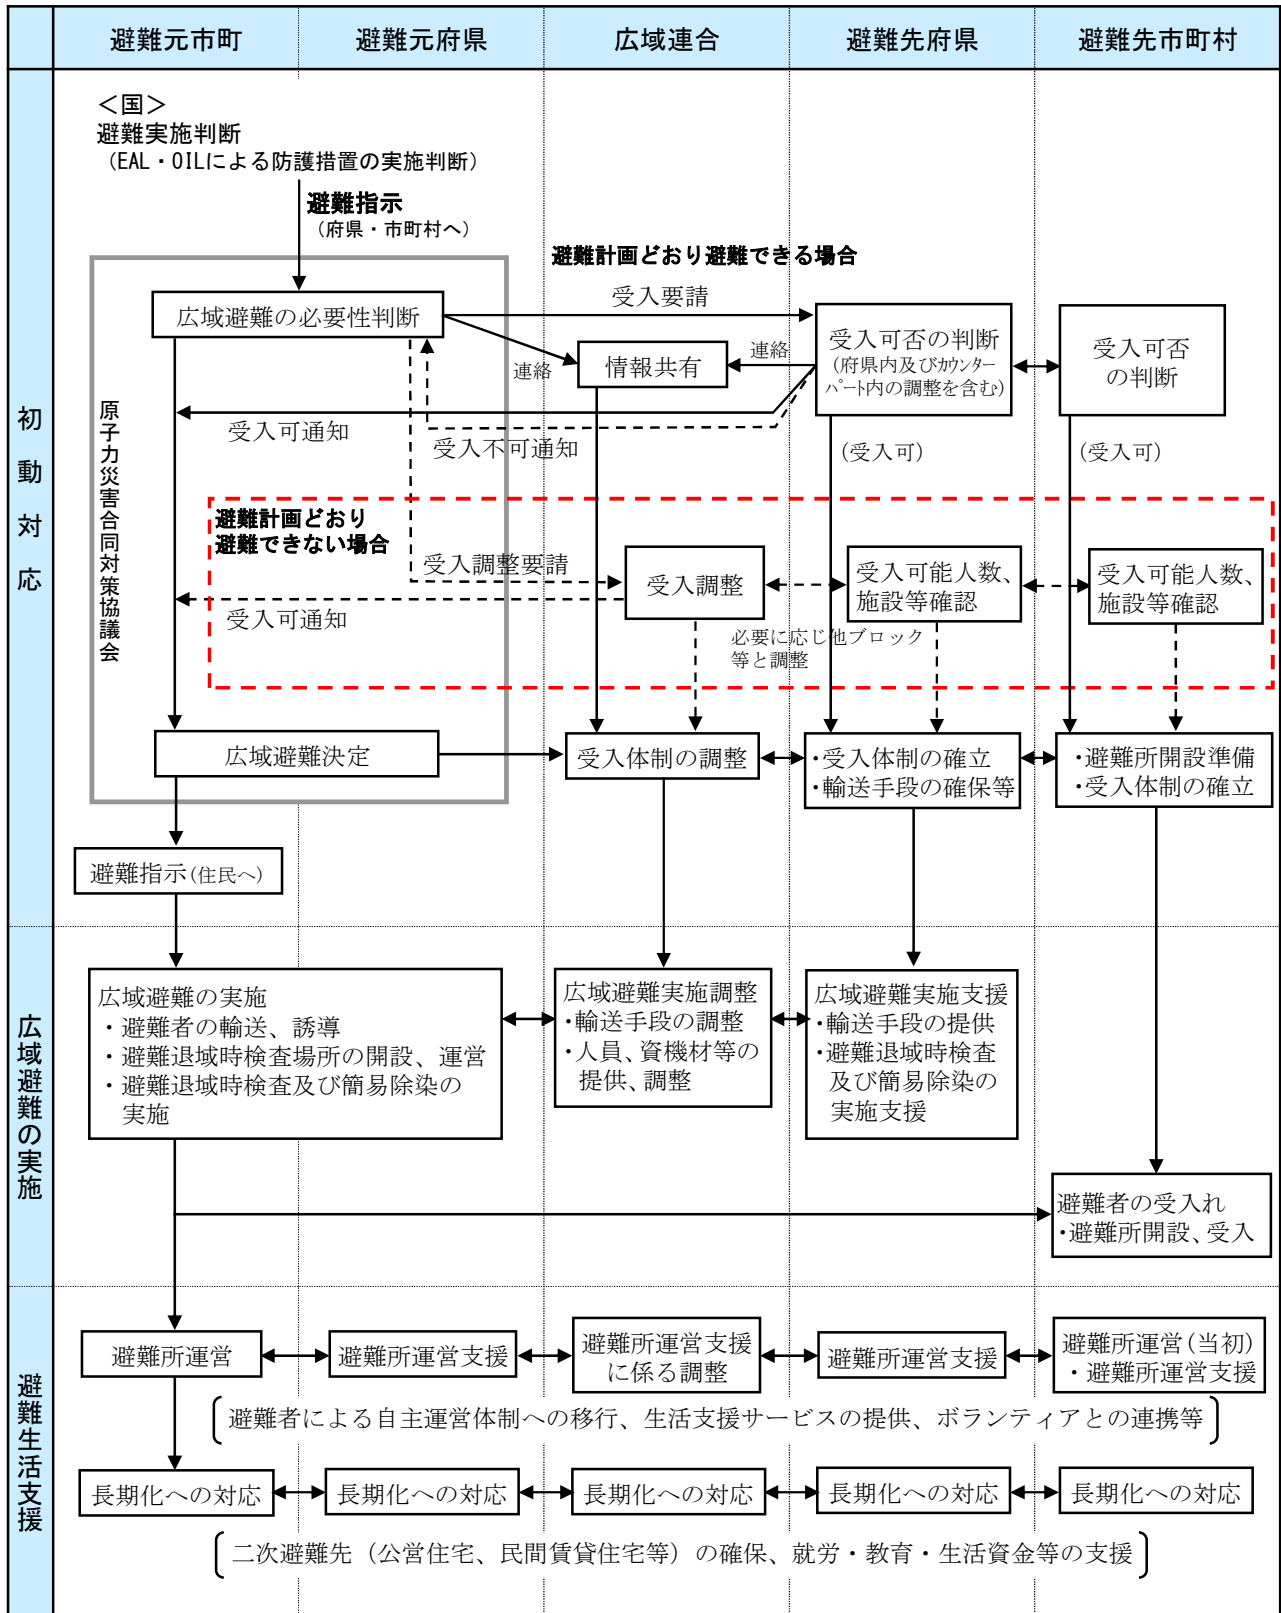 避難元市町
避難元府県
広域連合
避難先府県
避難先市町村
初動対応
<国>
避難実施判断
(EAL・OILによる防護措置の実施判断)
避難指示
(府県・市町村へ)
避難計画どおり避難できる場合
原子力災害合同対策協議会
広域避難の必要性判断
受入要請
連絡
情報共有
連絡
受入可否の判断
(府県内及びカウンター
パート内の調整を含む)
受入可否
の判断
受入可通知
受入不可通知
(受入可)
(受入可)
避難計画どおり
避難できない場合
受入調整要請
受入調整
受入可能人数、
施設等確認
受入可能人数、
施設等確認
受入可通知
必要に応じ他ブロック
等と調整
広域避難決定
受入体制の調整
・受入体制の確立
・輸送手段の確保等
・避難所開設準備
・受入体制の確立
避難指示(住民へ)
広域避難の実施
広域避難の実施
・避難者の輸送、誘導
・避難退域時検査場所の開設、運営
・避難退域時検査及び簡易除染の
実施
広域避難実施調整
・輸送手段の調整
・人員、資機材等の
提供、調整
広域避難実施支援
・輸送手段の提供
・避難退域時検査
及び簡易除染の
実施支援
避難者の受入れ
・避難所開設、受入
避難生活支援
避難所運営
避難所運営支援
避難所運営支援
に係る調整
避難所運営支援
避難所運営(当初)
・避難所運営支援
避難者による自主運営体制への移行、生活支援サービスの提供、ボランティアとの連携等
長期化への対応
長期化への対応
長期化への対応
長期化への対応
長期化への対応
二次避難先（公営住宅、民間賃貸住宅等）の確保、就労・教育・生活資金等の支援